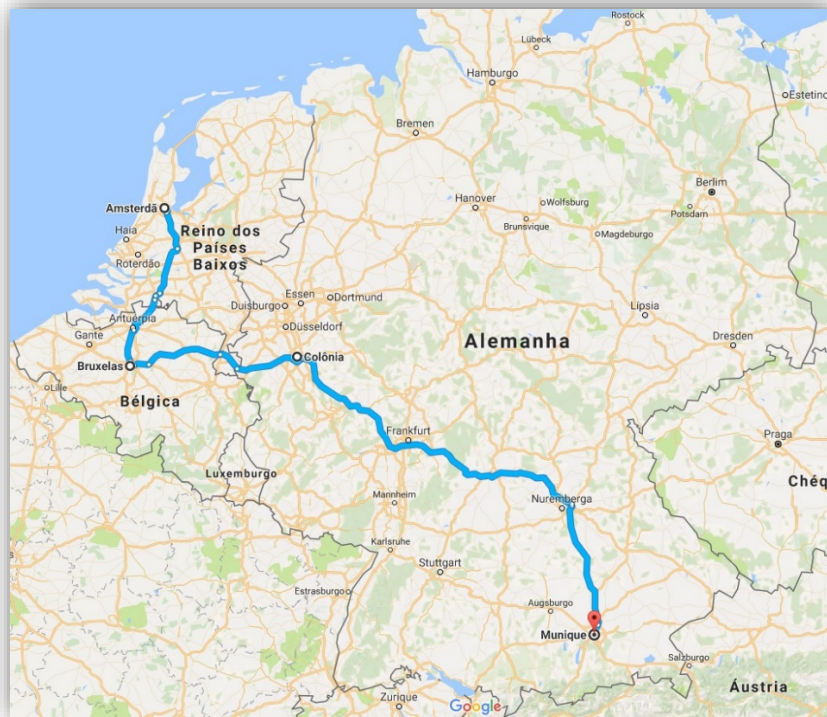 Rostock
Lübeck
Hamburgo
Estetino
Bremen
Berlim
Amsterdã
Hanover
Wolfsburg
Potsdam
Haia
Reino dos
Países
Baixos
Brunsvique
Magdeburgo
Roterdão
Essen
Dortmund
Duisburgo
Antuérpia
Lípsia
Düsseldorf
Gante
Alemanha
Dresden
Colônia
Bruxelas
Lille
Bélgica
Frankfurt
Praga
Luxemburgo
Chéq
Mannheim
Nuremberga
Karlsruhe
Stuttgart
Estrasburgo
Augsburgo
Munique
Salzburgo
Áustria
Zurique
Google